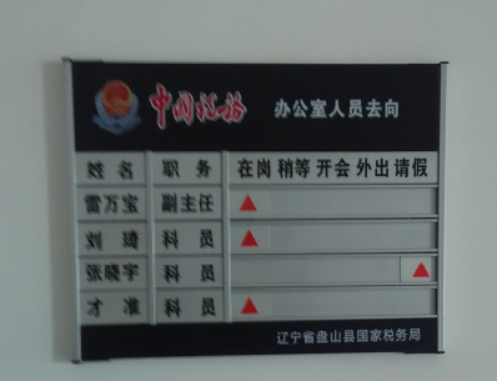 中国税务 办公室人员去向
姓名 职务 在岗 稍等 开会 外出 请假
雷万宝 副主任
刘琦 科员
张晓宇 科员
才准 科员
辽宁省盘山县国家税务局